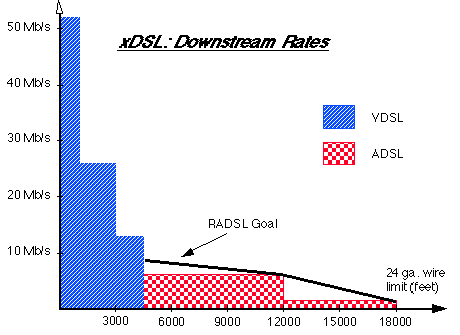 xDSL: Downstream Rates
50 Mb/s
40 Mb/s
30 Mb/s
20 Mb/s
10 Mb/s
VDSL
ADSL
RADSL Goal
24 ga. wire
limit (feet)
3000 6000 9000 12000 15000 18000